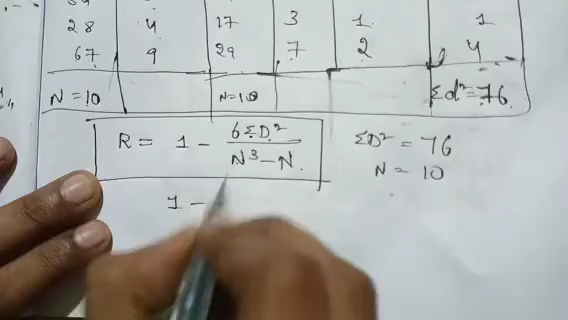 28 4 17 3 1 1
67 9 29 7 2 4
N = 10 N=10 Σd² = 76
R = 1 - 6ΣD² / N³ - N ΣD² = 76
N = 10
1 -